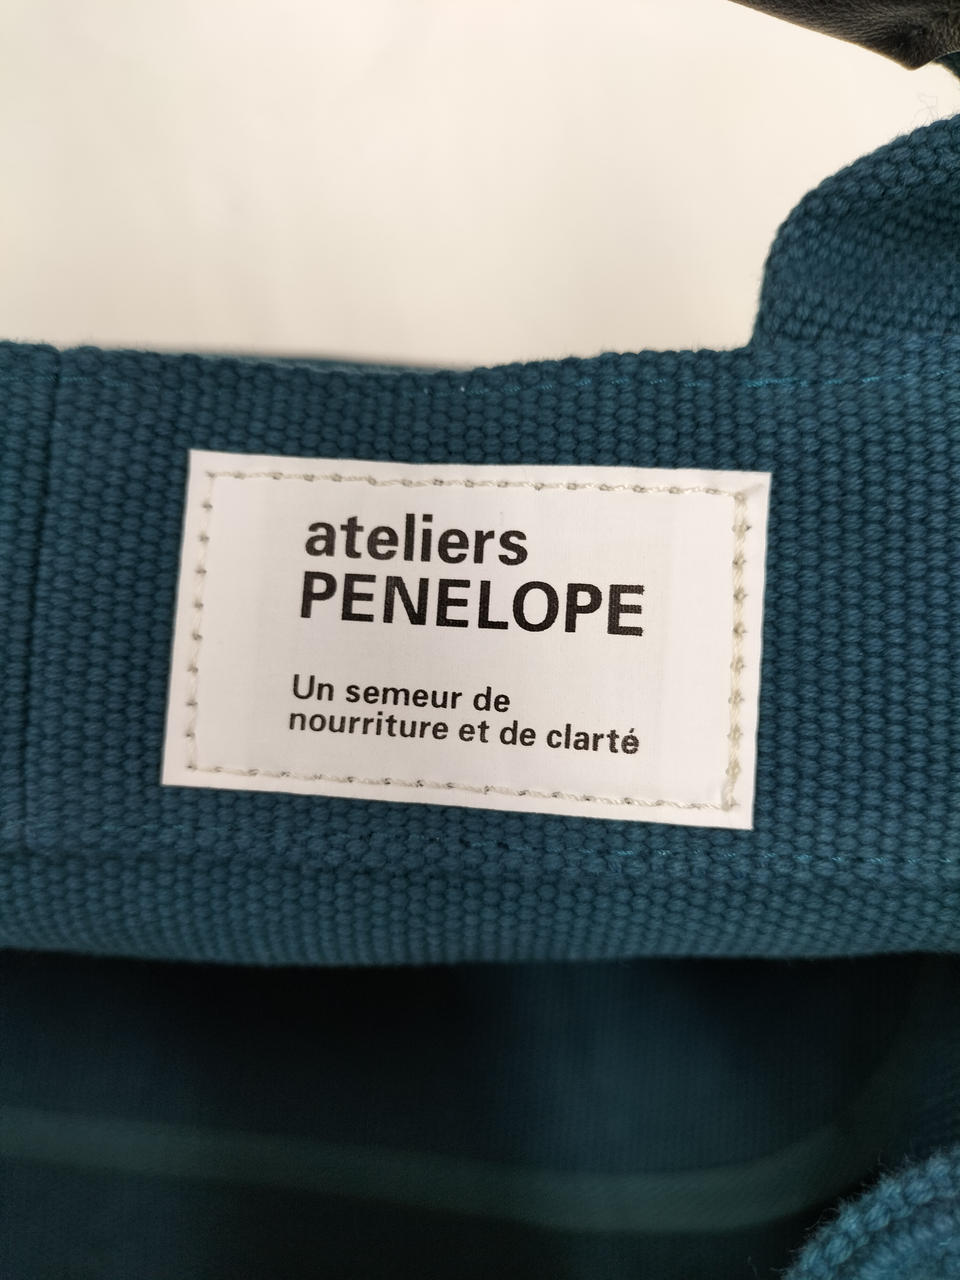 ateliers
PENELOPE
Un semeur de
nourriture et de clarté